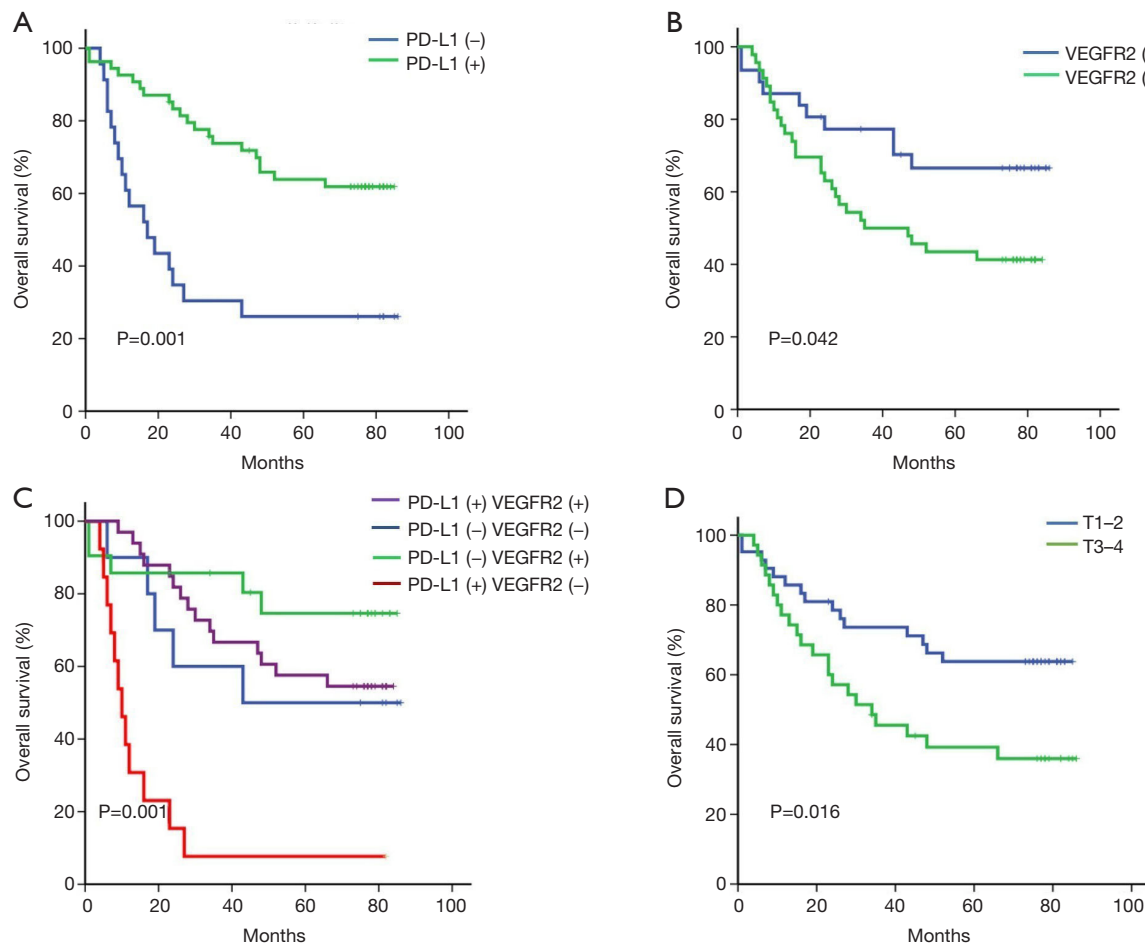 A
PD-L1 (–)
PD-L1 (+)
100
80
60
40
20
0
Overall survival (%)
P=0.001
0 20 40 60 80 100
Months
B
VEGFR2 (
VEGFR2 (
100
80
60
40
20
0
Overall survival (%)
P=0.042
0 20 40 60 80 100
Months
C
PD-L1 (+) VEGFR2 (+)
PD-L1 (–) VEGFR2 (–)
PD-L1 (–) VEGFR2 (+)
PD-L1 (+) VEGFR2 (–)
100
80
60
40
20
0
Overall survival (%)
P=0.001
0 20 40 60 80 100
Months
D
T1–2
T3–4
100
80
60
40
20
0
Overall survival (%)
P=0.016
0 20 40 60 80 100
Months